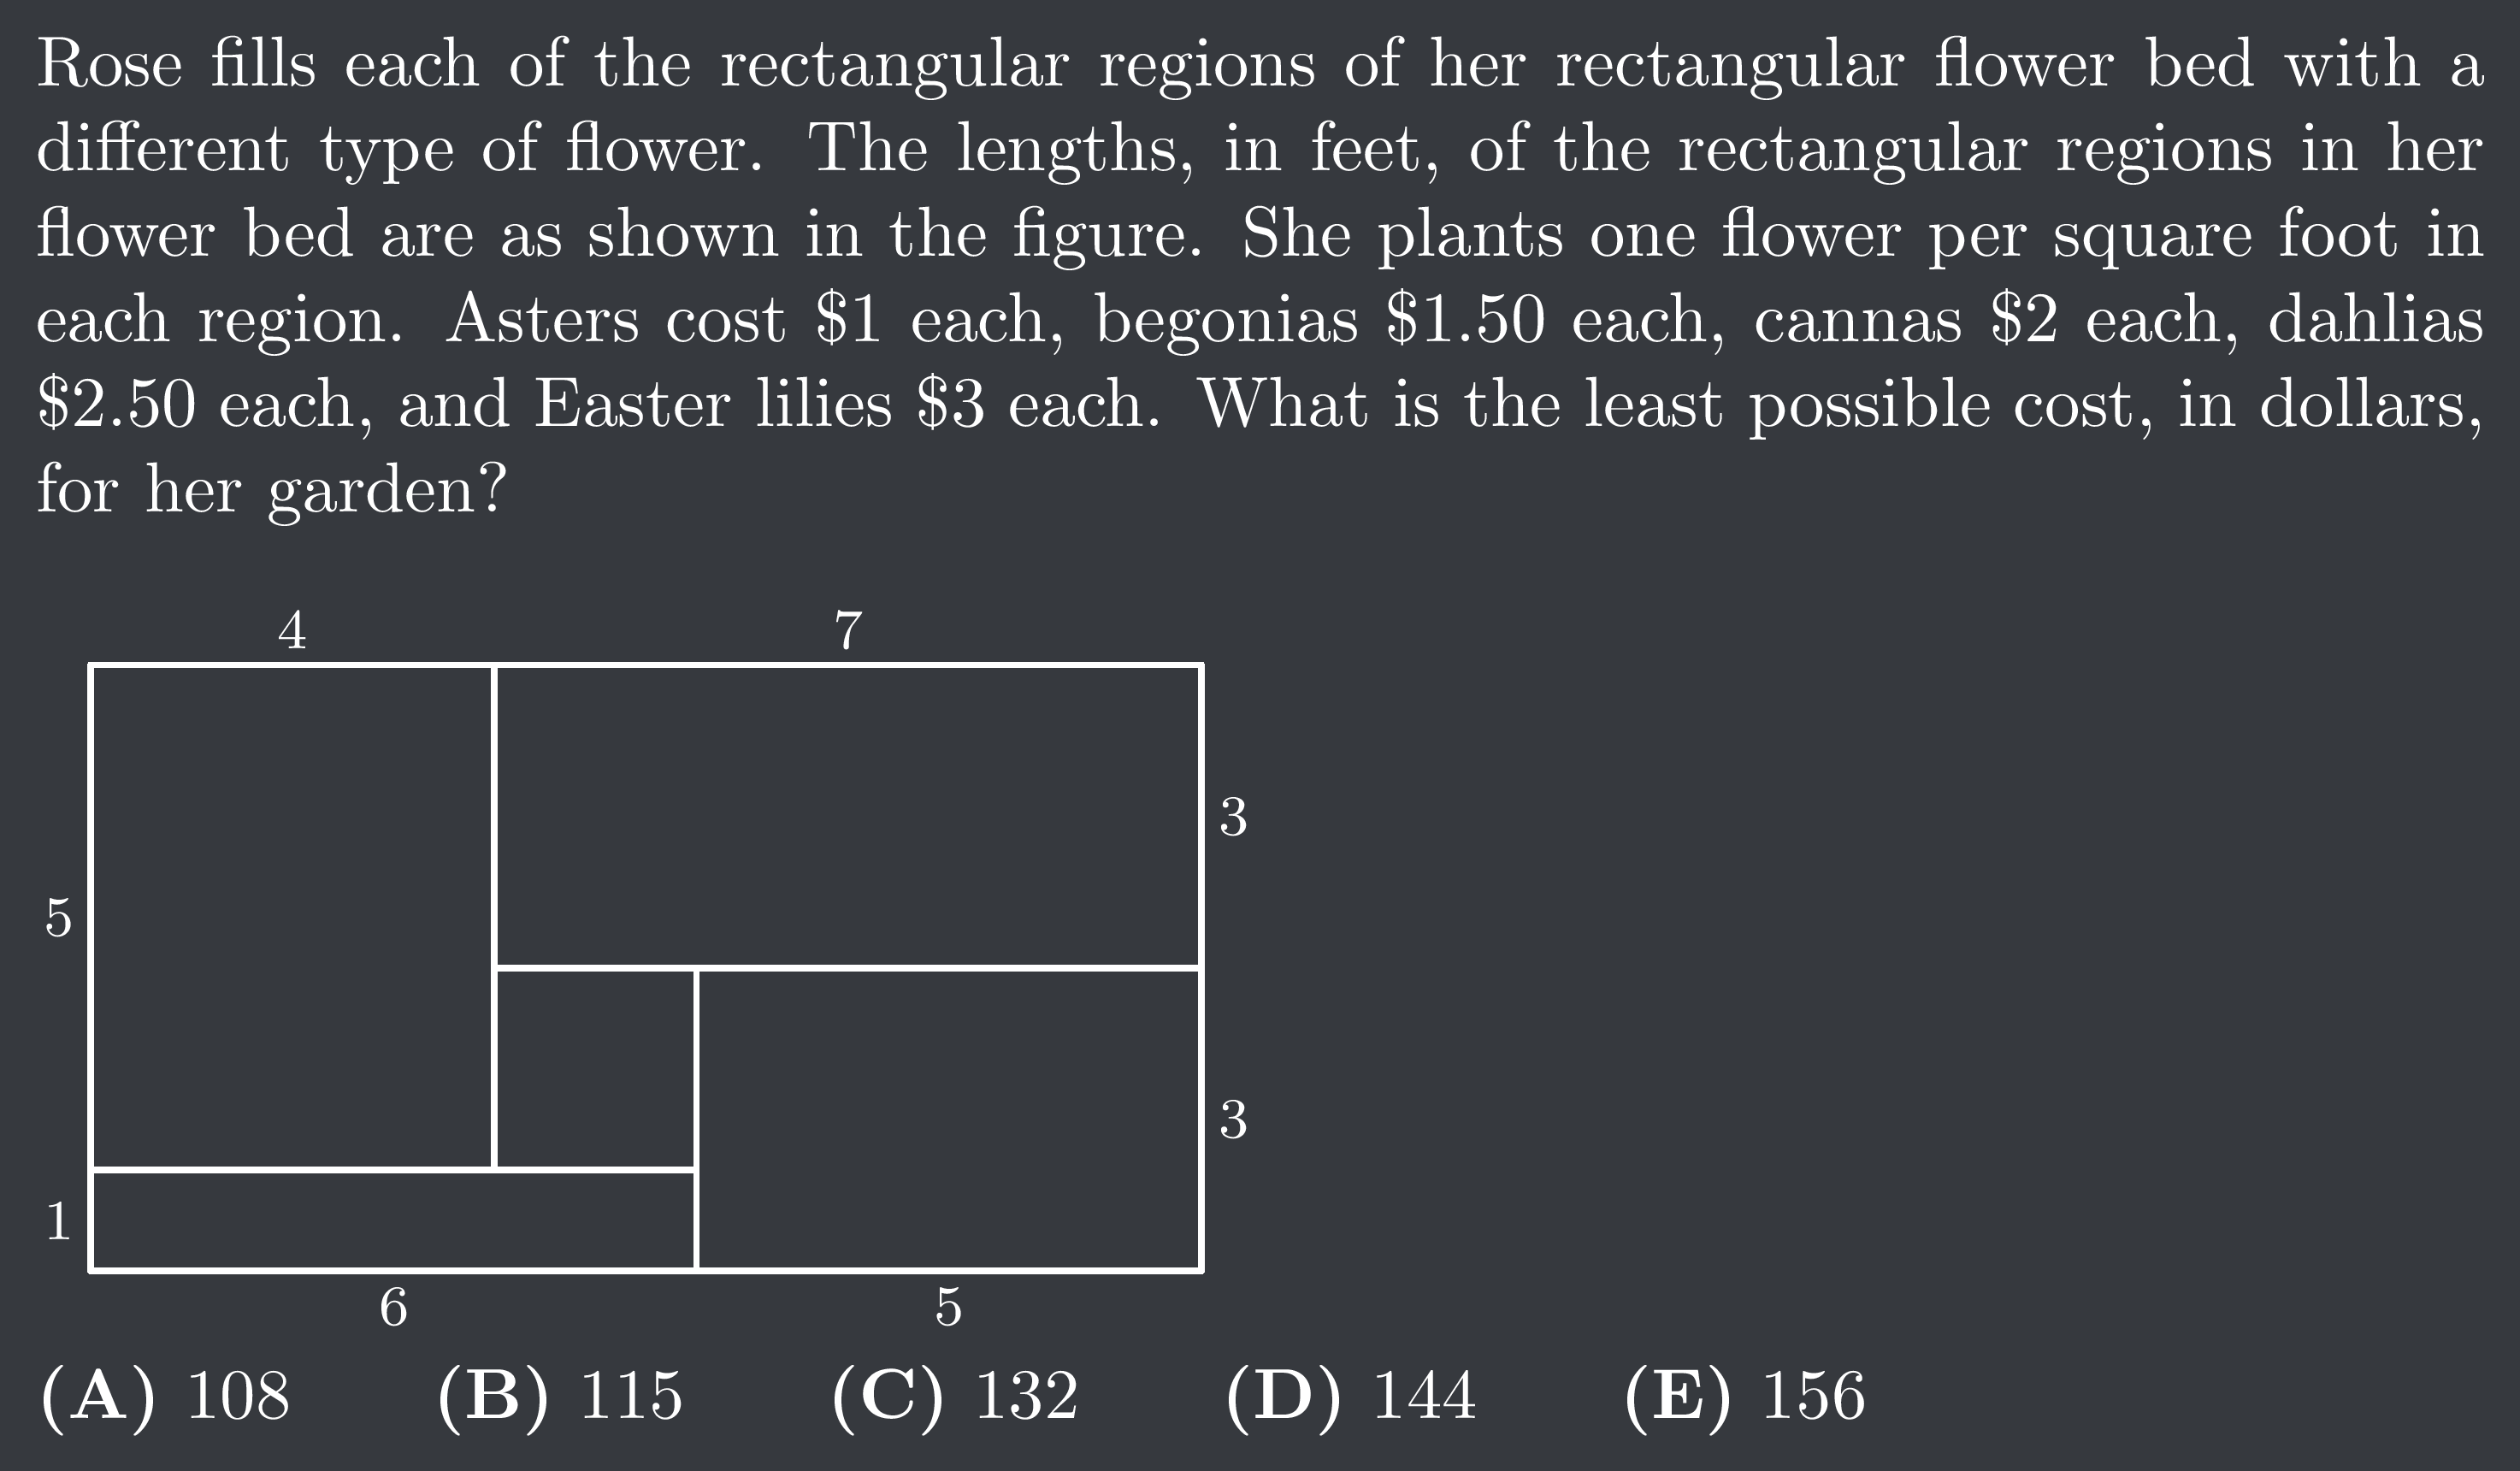 Rose fills each of the rectangular regions of her rectangular flower bed with a
different type of flower. The lengths, in feet, of the rectangular regions in her
flower bed are as shown in the figure. She plants one flower per square foot in
each region. Asters cost $1 each, begonias $1.50 each, cannas $2 each, dahlias
$2.50 each, and Easter lilies $3 each. What is the least possible cost, in dollars,
for her garden?
4 7
3
5
3
1
6 5
(A) 108 (B) 115 (C) 132 (D) 144 (E) 156